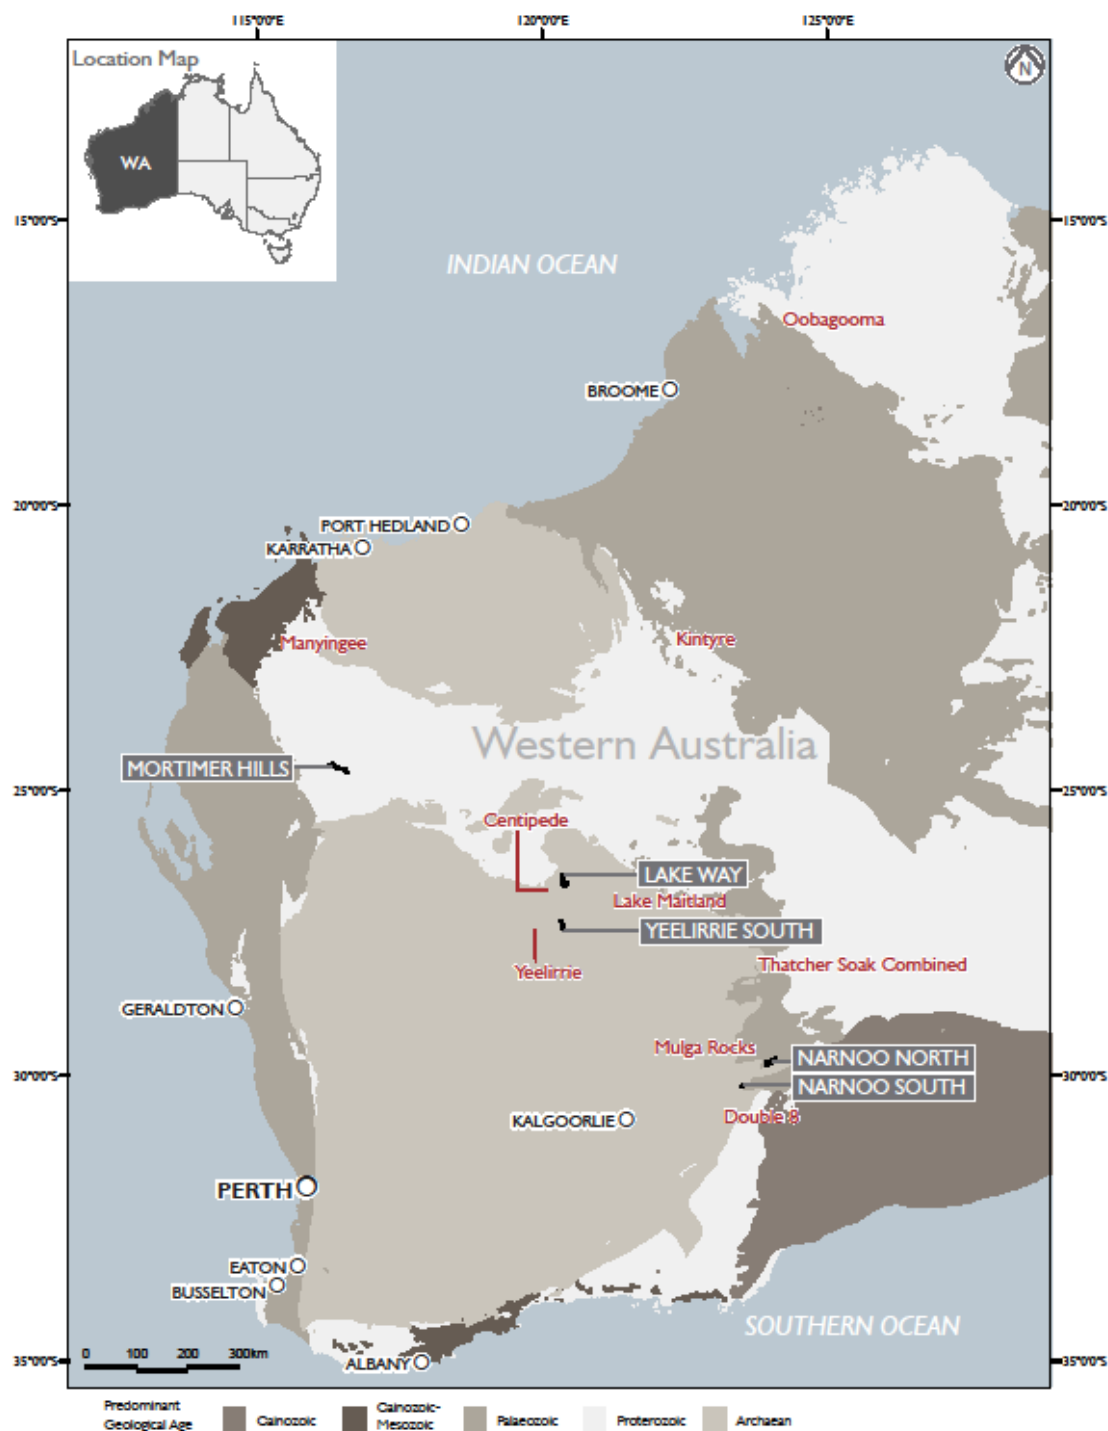 115°0'0"E 120°0'0"E 125°0'0"E
Location Map
N
WA
15°0'0"S 15°0'0"S
INDIAN OCEAN
Oobagooma
BROOME
20°0'0"S 20°0'0"S
PORT HEDLAND
KARRATHA
Manyingee
Kintyre
Western Australia
MORTIMER HILLS
25°0'0"S 25°0'0"S
Centipede
LAKE WAY
Lake Maitland
YEELIRRIE SOUTH
Thatcher Soak Combined
Yeelirrie
GERALDTON
Mulga Rocks
NARNOO NORTH
30°0'0"S 30°0'0"S
NARNOO SOUTH
Double 8
KALGOORLIE
PERTH
EATON
BUSSELTON
SOUTHERN OCEAN
0 100 200 300km
ALBANY
35°0'0"S 35°0'0"S
Predominant
Geological Age
Cainozoic
Cainozoic-
Mesozoic
Palaeozoic
Proterozoic
Archaean